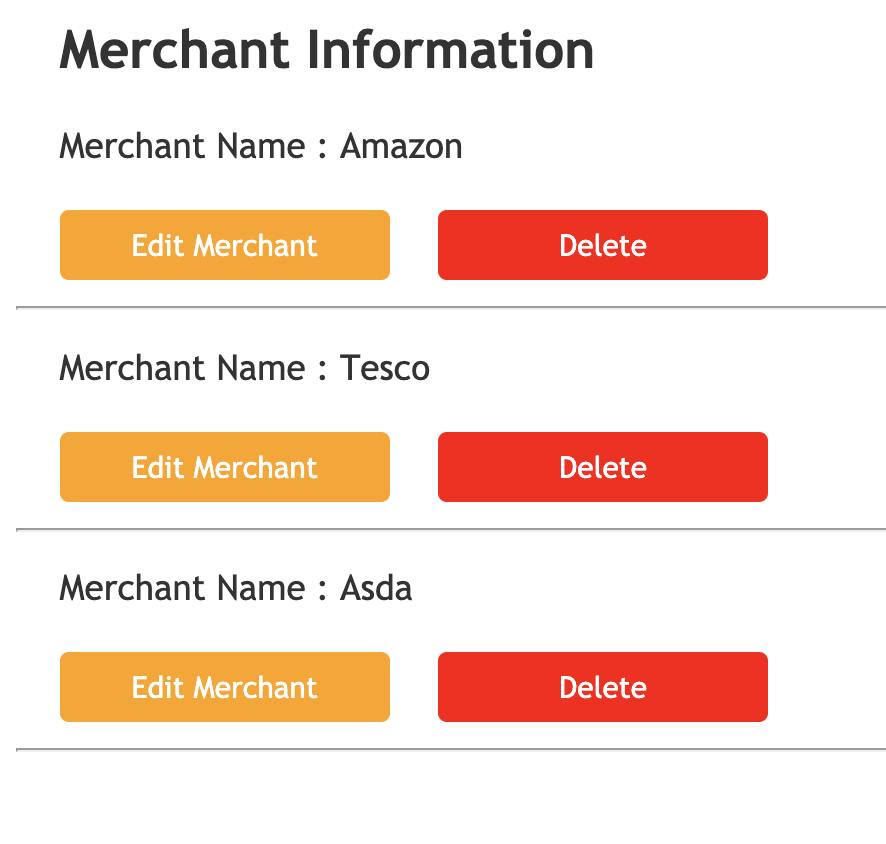 Merchant Information
Merchant Name : Amazon
Edit Merchant Delete
Merchant Name : Tesco
Edit Merchant Delete
Merchant Name : Asda
Edit Merchant Delete